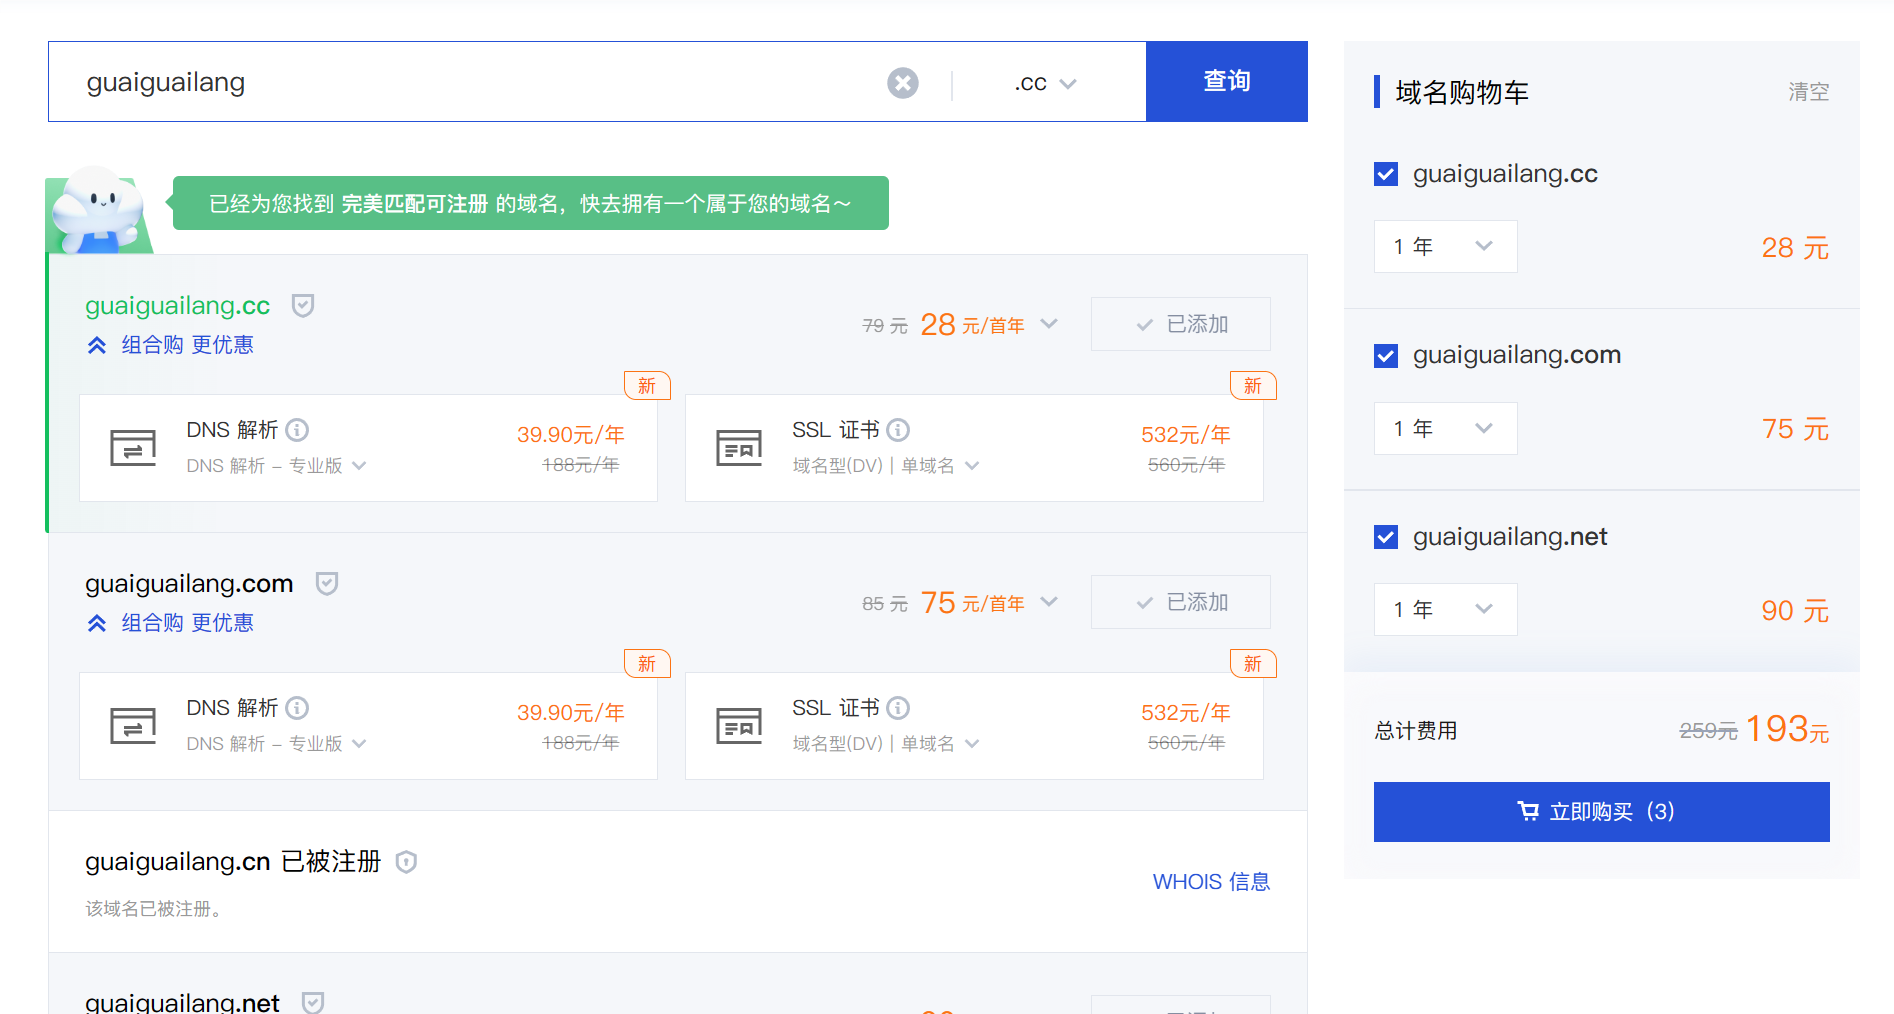 guaiguailang
.cc
查询
已经为您找到 完美匹配可注册 的域名，快去拥有一个属于您的域名～
guaiguailang.cc
组合购 更优惠
79 元 28 元/首年
已添加
新
DNS 解析
39.90元/年
DNS 解析 – 专业版
188元/年
新
SSL 证书
532元/年
域名型(DV) | 单域名
560元/年
guaiguailang.com
组合购 更优惠
85 元 75 元/首年
已添加
新
DNS 解析
39.90元/年
DNS 解析 – 专业版
188元/年
新
SSL 证书
532元/年
域名型(DV) | 单域名
560元/年
guaiguailang.cn 已被注册
该域名已被注册。
WHOIS 信息
guaiguailang.net
域名购物车
清空
guaiguailang.cc
1 年
28 元
guaiguailang.com
1 年
75 元
guaiguailang.net
1 年
90 元
总计费用
259元 193元
立即购买（3）